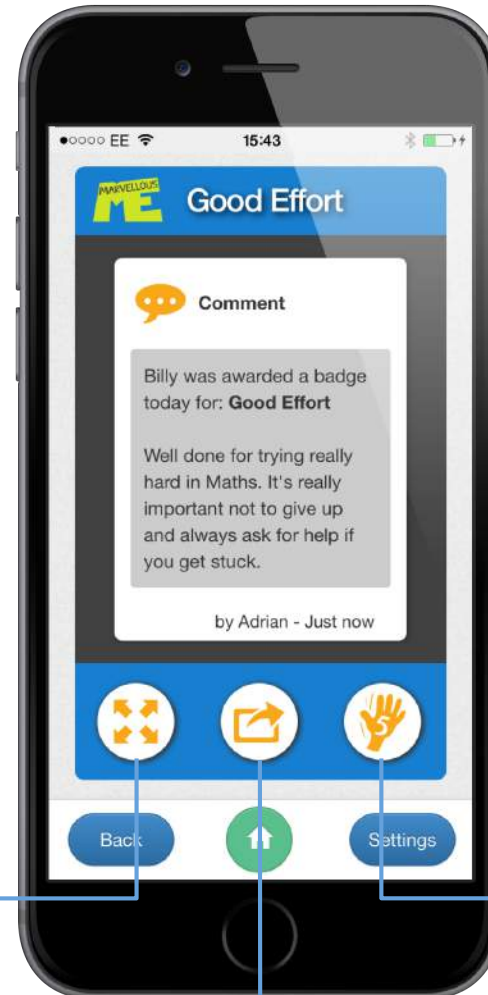 ●○○○○ EE 15:43
MARVELLOUS
ME
Good Effort
Comment
Billy was awarded a badge
today for: Good Effort
Well done for trying really
hard in Maths. It's really
important not to give up
and always ask for help if
you get stuck.
by Adrian - Just now
5
Back
Settings